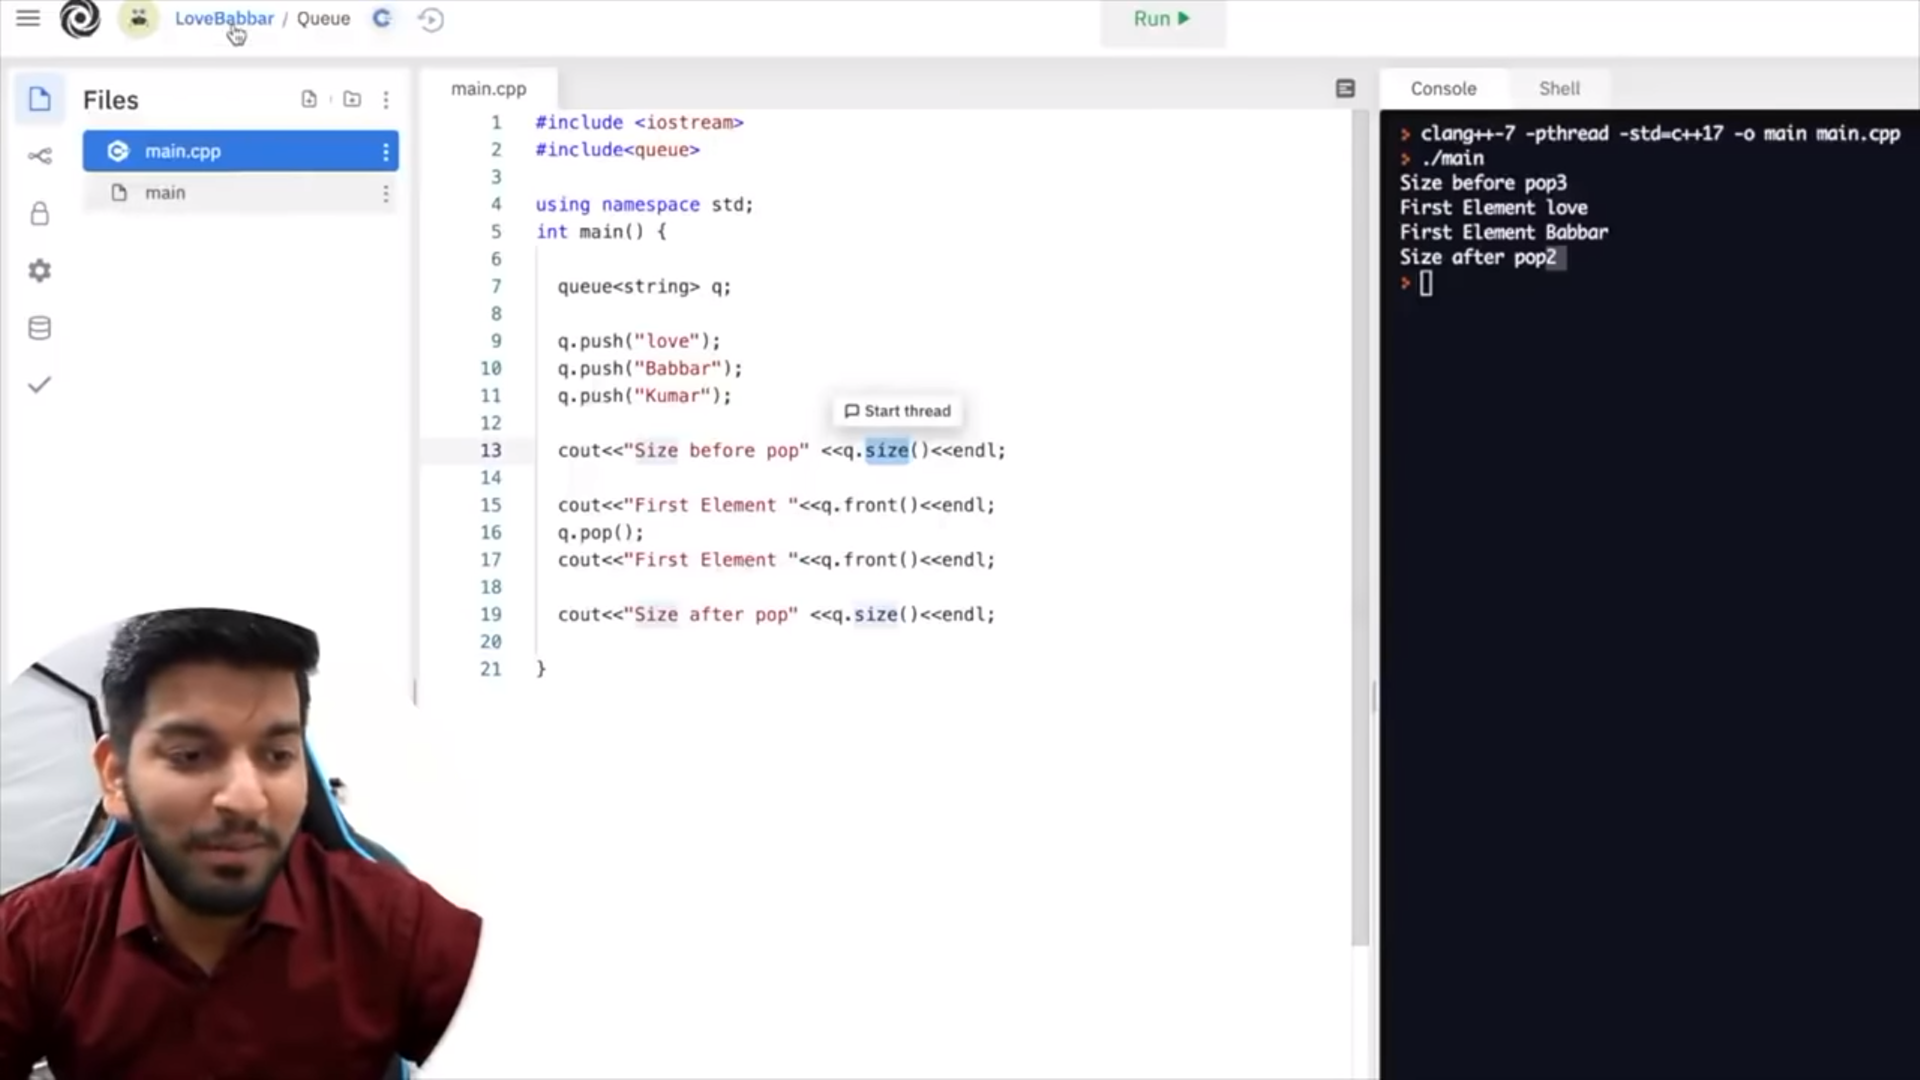 LoveBabbar / Queue
Run
Files
main.cpp
main
main.cpp
1 #include <iostream>
2 #include<queue>
3
4 using namespace std;
5 int main() {
6
7 queue<string> q;
8
9 q.push("love");
10 q.push("Babbar");
11 q.push("Kumar");
12
Start thread
13 cout<<"Size before pop" <<q.size()<<endl;
14
15 cout<<"First Element "<<q.front()<<endl;
16 q.pop();
17 cout<<"First Element "<<q.front()<<endl;
18
19 cout<<"Size after pop" <<q.size()<<endl;
20
21 }
Console Shell
> clang++-7 -pthread -std=c++17 -o main main.cpp
> ./main
Size before pop3
First Element love
First Element Babbar
Size after pop2
>